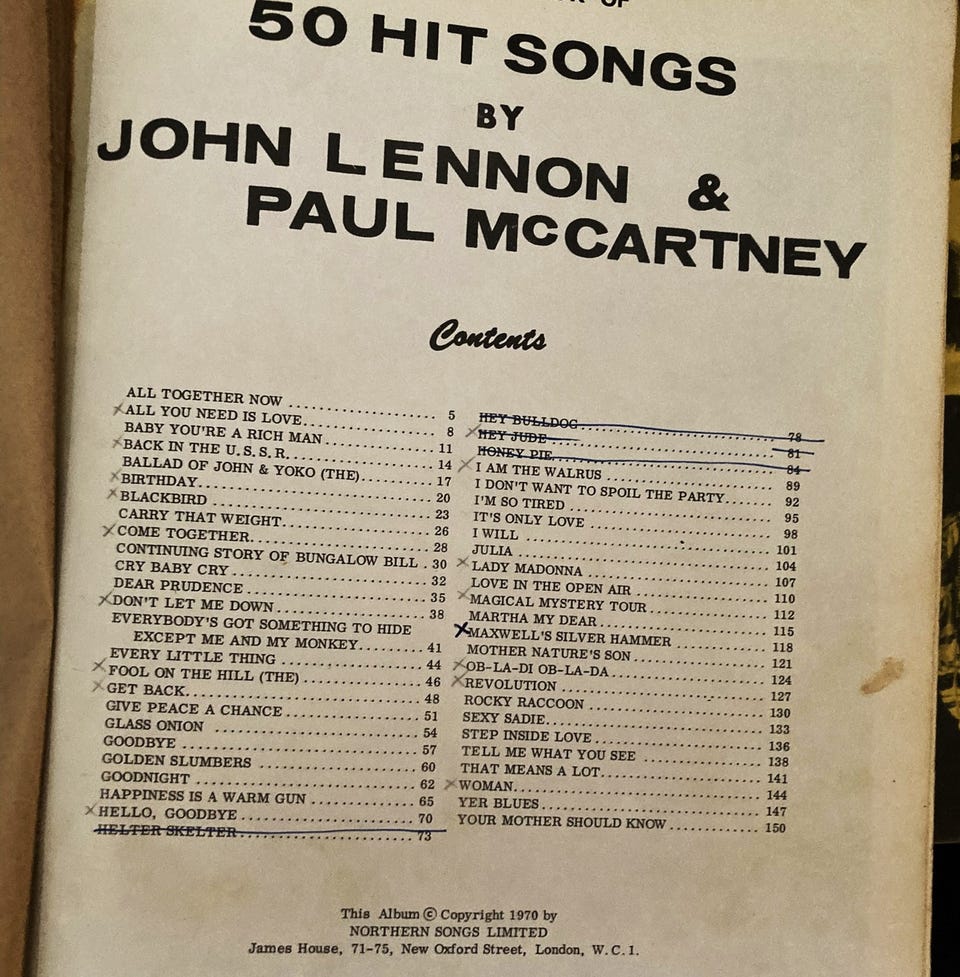 OF
50 HIT SONGS
BY
JOHN LENNON &
PAUL McCARTNEY
Contents
ALL TOGETHER NOW 5
ALL YOU NEED IS LOVE 8
BABY YOU'RE A RICH MAN 11
BACK IN THE U.S.S.R. 14
BALLAD OF JOHN & YOKO (THE) 17
BIRTHDAY 20
BLACKBIRD 23
CARRY THAT WEIGHT 26
COME TOGETHER 28
CONTINUING STORY OF BUNGALOW BILL 30
CRY BABY CRY 32
DEAR PRUDENCE 35
DON'T LET ME DOWN 38
EVERYBODY'S GOT SOMETHING TO HIDE
EXCEPT ME AND MY MONKEY 41
EVERY LITTLE THING 44
FOOL ON THE HILL (THE) 46
GET BACK 48
GIVE PEACE A CHANCE 51
GLASS ONION 54
GOODBYE 57
GOLDEN SLUMBERS 60
GOODNIGHT 62
HAPPINESS IS A WARM GUN 65
HELLO, GOODBYE 70
HELTER SKELTER 73
HEY BULLDOG 78
HEY JUDE 81
HONEY PIE 84
I AM THE WALRUS 89
I DON'T WANT TO SPOIL THE PARTY 92
I'M SO TIRED 95
IT'S ONLY LOVE 98
I WILL 101
JULIA 104
LADY MADONNA 107
LOVE IN THE OPEN AIR 110
MAGICAL MYSTERY TOUR 112
MARTHA MY DEAR 115
MAXWELL'S SILVER HAMMER 118
MOTHER NATURE'S SON 121
OB-LA-DI OB-LA-DA 124
REVOLUTION 127
ROCKY RACCOON 130
SEXY SADIE 133
STEP INSIDE LOVE 136
TELL ME WHAT YOU SEE 138
THAT MEANS A LOT 141
WOMAN 144
YER BLUES 147
YOUR MOTHER SHOULD KNOW 150
This Album © Copyright 1970 by
NORTHERN SONGS LIMITED
James House, 71-75, New Oxford Street, London, W.C.1.